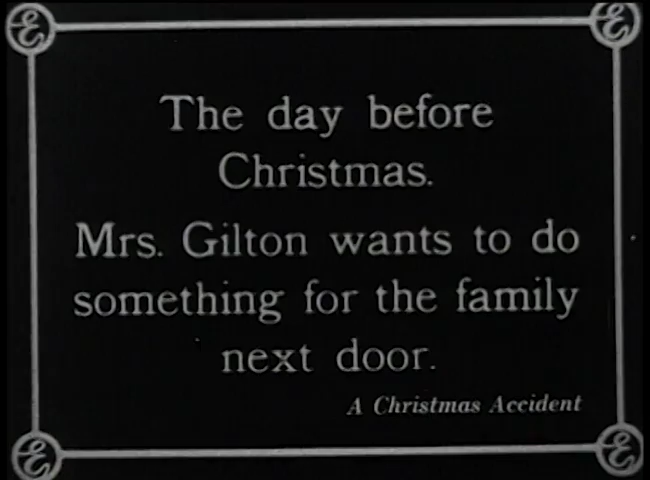 E E
The day before
Christmas.
Mrs. Gilton wants to do
something for the family
next door.
A Christmas Accident
E E